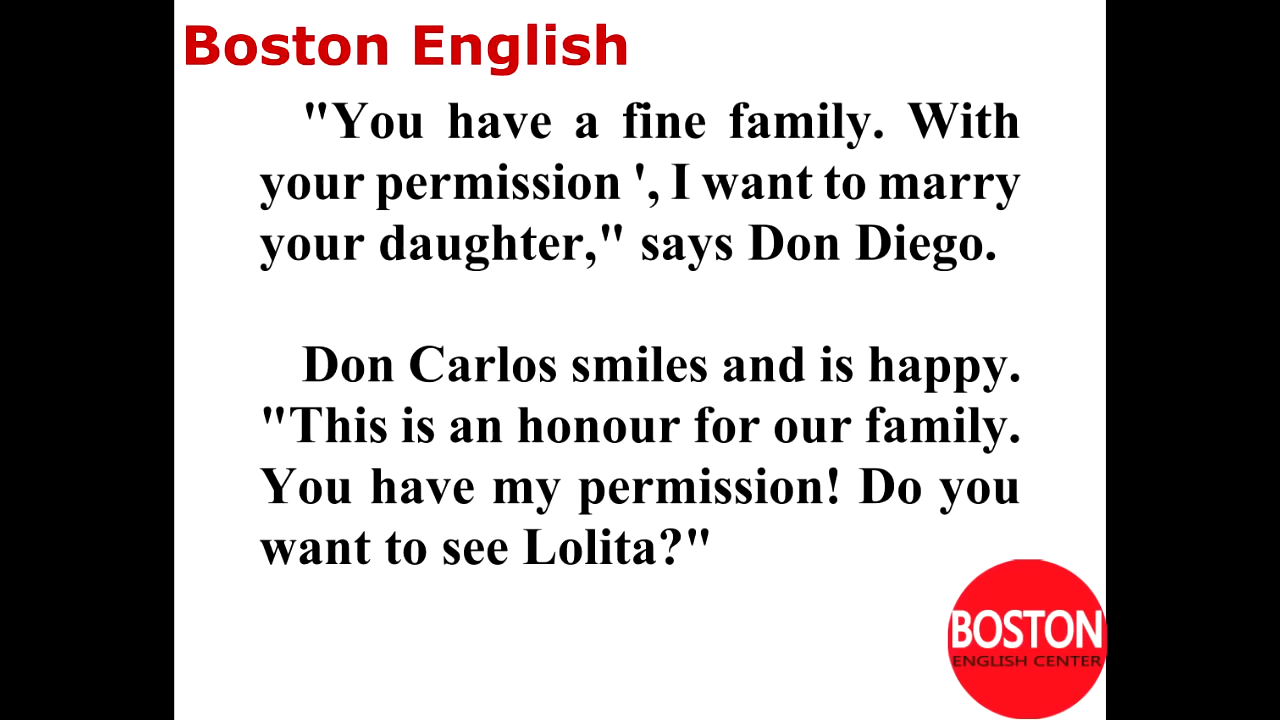 Boston English
"You have a fine family. With
your permission ', I want to marry
your daughter," says Don Diego.
Don Carlos smiles and is happy.
"This is an honour for our family.
You have my permission! Do you
want to see Lolita?"
BOSTON
ENGLISH CENTER